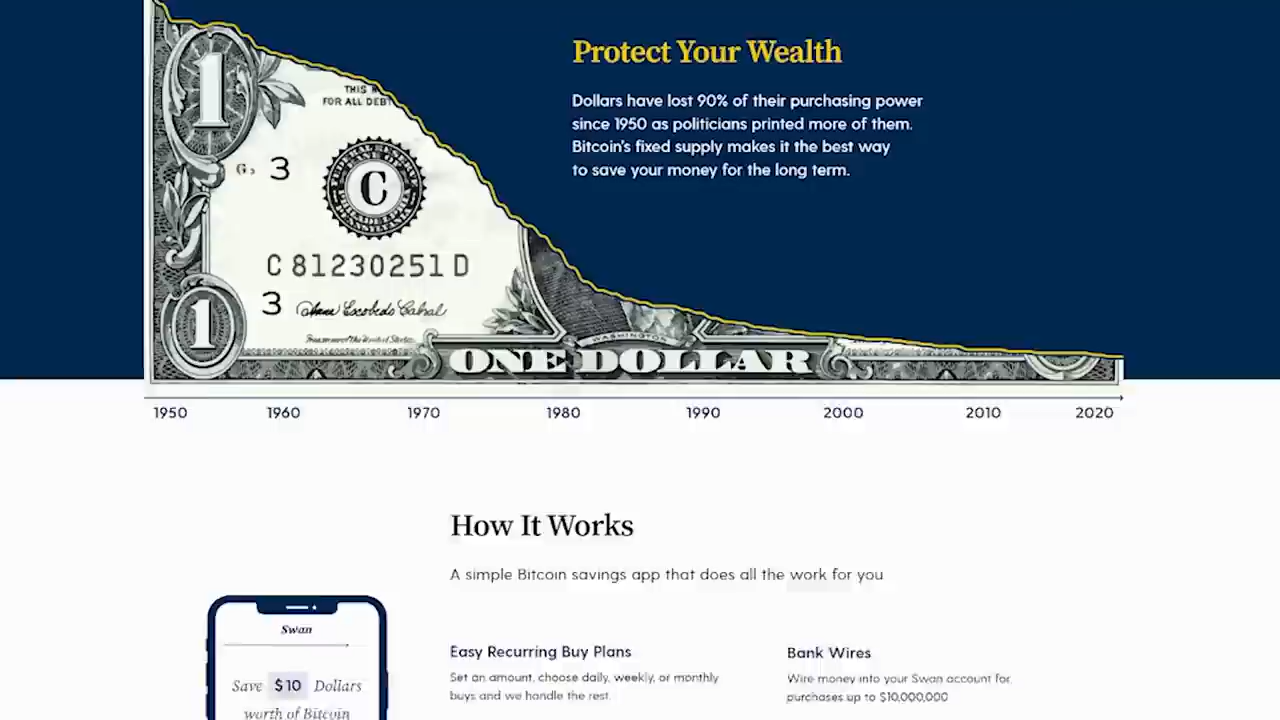 Protect Your Wealth
Dollars have lost 90% of their purchasing power
since 1950 as politicians printed more of them.
Bitcoin's fixed supply makes it the best way
to save your money for the long term.
1
THIS
FOR ALL DEBT
3
C
C 81230251 D
3
1
WASHINGTON
ONE DOLLAR
1950 1960 1970 1980 1990 2000 2010 2020
How It Works
A simple Bitcoin savings app that does all the work for you
Swan
Save $10 Dollars
worth of Bitcoin
Easy Recurring Buy Plans
Set an amount, choose daily, weekly, or monthly
buys and we handle the rest.
Bank Wires
Wire money into your Swan account for
purchases up to $10,000,000